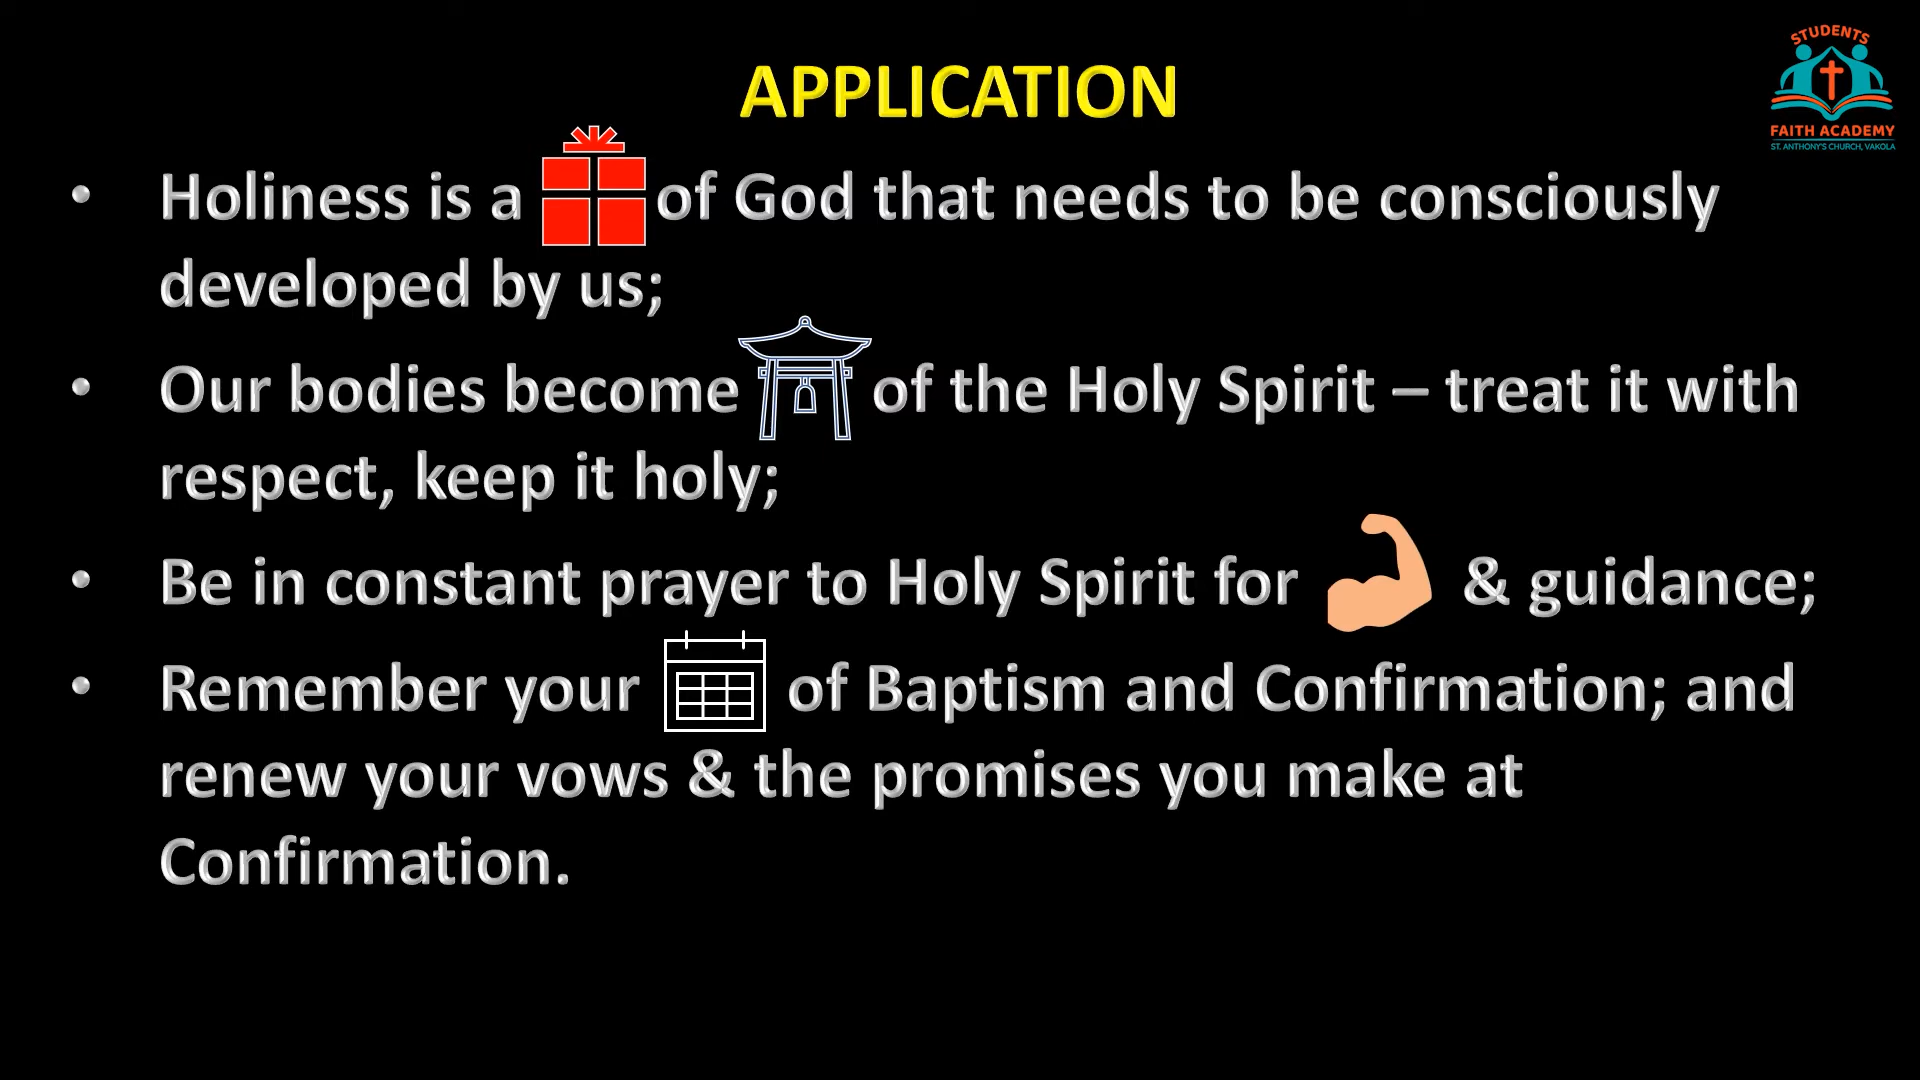 APPLICATION
STUDENTS
FAITH ACADEMY
ST. ANTHONY'S CHURCH, VAKOLA
• Holiness is a of God that needs to be consciously
developed by us;
• Our bodies become of the Holy Spirit – treat it with
respect, keep it holy;
• Be in constant prayer to Holy Spirit for & guidance;
• Remember your of Baptism and Confirmation; and
renew your vows & the promises you make at
Confirmation.